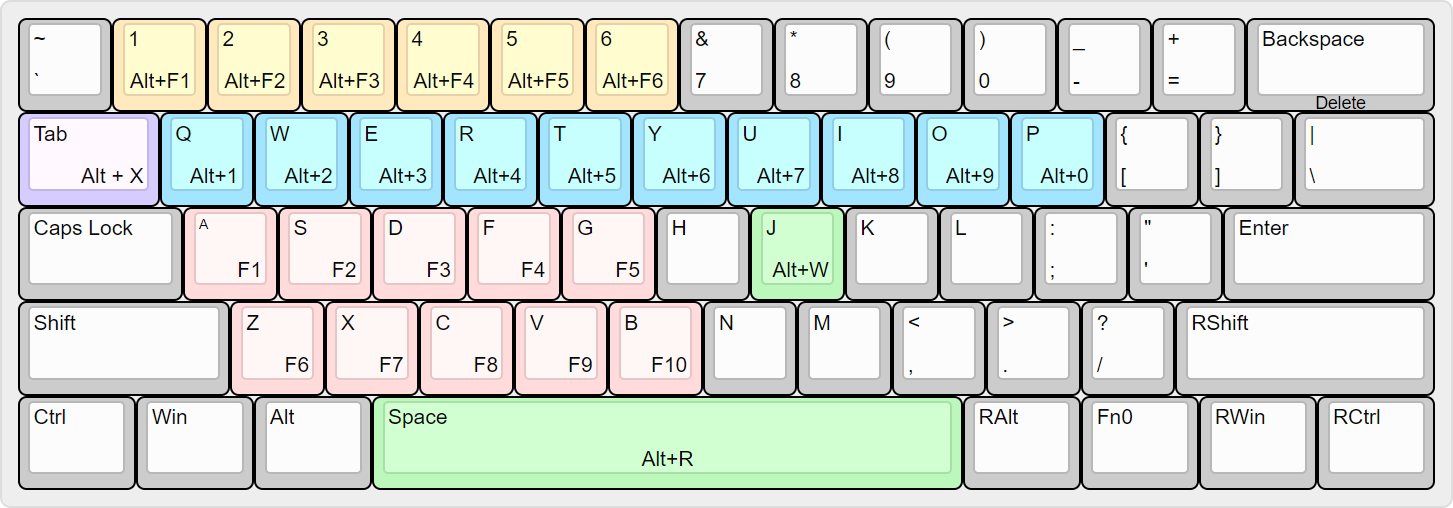 ~ 1 2 3 4 5 6 & * ( ) _ + Backspace
` Alt+F1 Alt+F2 Alt+F3 Alt+F4 Alt+F5 Alt+F6 7 8 9 0 - =
Delete
Tab Q W E R T Y U I O P { } |
Alt + X Alt+1 Alt+2 Alt+3 Alt+4 Alt+5 Alt+6 Alt+7 Alt+8 Alt+9 Alt+0 [ ] \
Caps Lock A S D F G H J K L : " Enter
F1 F2 F3 F4 F5 Alt+W ; '
Shift Z X C V B N M < > ? RShift
F6 F7 F8 F9 F10 , . /
Ctrl Win Alt Space RAlt Fn0 RWin RCtrl
Alt+R